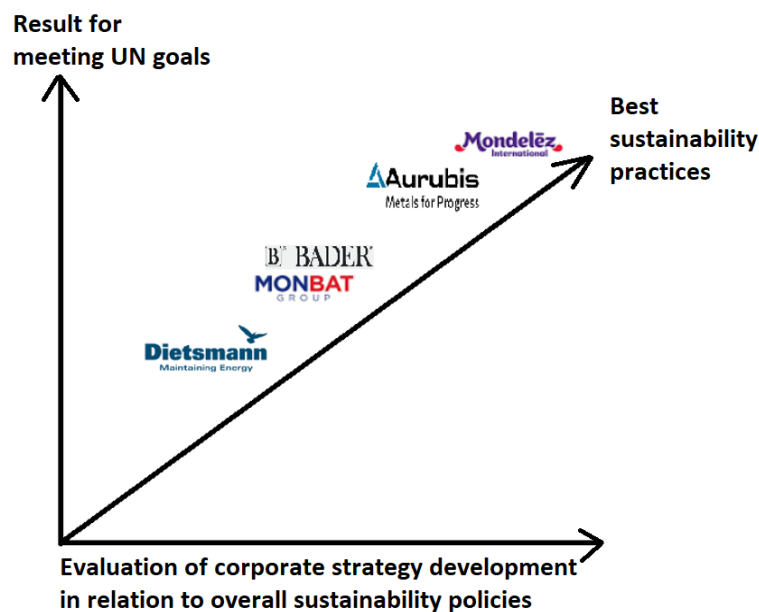 Result for
meeting UN goals
Best
sustainability
practices
Mondelēz
International
Aurubis
Metals for Progress
B BADER
MONBAT
GROUP
Dietsmann
Maintaining Energy
Evaluation of corporate strategy development
in relation to overall sustainability policies